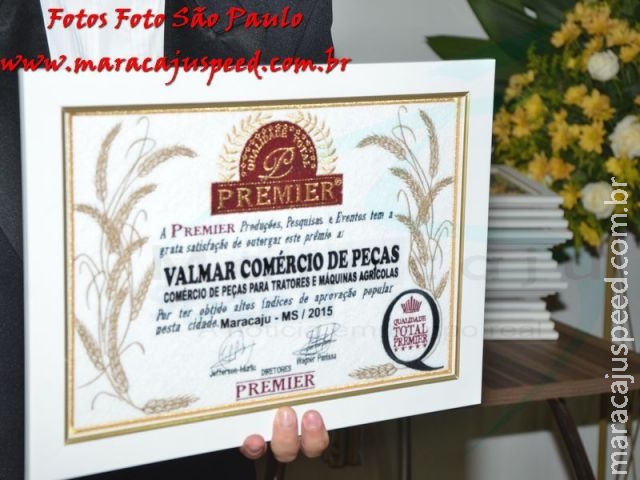 Fotos Foto São Paulo
www.maracajuspeed.com.br
QUALIDADE TOTAL
P
PREMIER
A PREMIER Produções, Pesquisas e Eventos tem a
grata satisfação de outorgar este prêmio a:
VALMAR COMÉRCIO DE PEÇAS
COMÉRCIO DE PEÇAS PARA TRATORES E MÁQUINAS AGRÍCOLAS
Por ter obtido altos índices de aprovação popular
nesta cidade. Maracaju - MS / 2015
QUALIDADE
TOTAL
PREMIER
DIRETORES
PREMIER
maracajuspeed.com.br